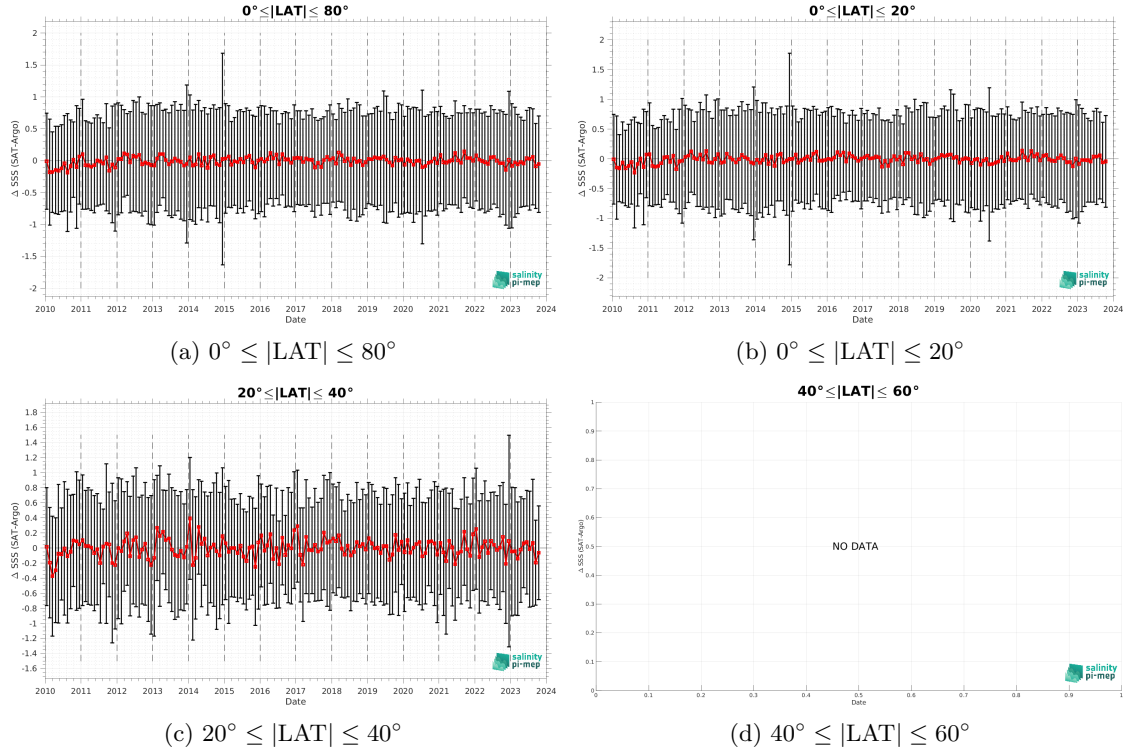 0°≤|LAT|≤ 80°
Δ SSS (SAT-Argo)
2
1.5
1
0.5
0
-0.5
-1
-1.5
-2
2010 2011 2012 2013 2014 2015 2016 2017 2018 2019 2020 2021 2022 2023 2024
Date
salinity
pi-mep
(a) 0° ≤ |LAT| ≤ 80°
0°≤|LAT|≤ 20°
Δ SSS (SAT-Argo)
2
1.5
1
0.5
0
-0.5
-1
-1.5
-2
2010 2011 2012 2013 2014 2015 2016 2017 2018 2019 2020 2021 2022 2023 2024
Date
salinity
pi-mep
(b) 0° ≤ |LAT| ≤ 20°
20°≤|LAT|≤ 40°
Δ SSS (SAT-Argo)
1.8
1.6
1.4
1.2
1
0.8
0.6
0.4
0.2
0
-0.2
-0.4
-0.6
-0.8
-1
-1.2
-1.4
-1.6
2010 2011 2012 2013 2014 2015 2016 2017 2018 2019 2020 2021 2022 2023 2024
Date
salinity
pi-mep
(c) 20° ≤ |LAT| ≤ 40°
40°≤|LAT|≤ 60°
Δ SSS (SAT-Argo)
1
0.9
0.8
0.7
0.6
0.5
0.4
0.3
0.2
0.1
0
NO DATA
0 0.1 0.2 0.3 0.4 0.5 0.6 0.7 0.8 0.9 1
Date
salinity
pi-mep
(d) 40° ≤ |LAT| ≤ 60°